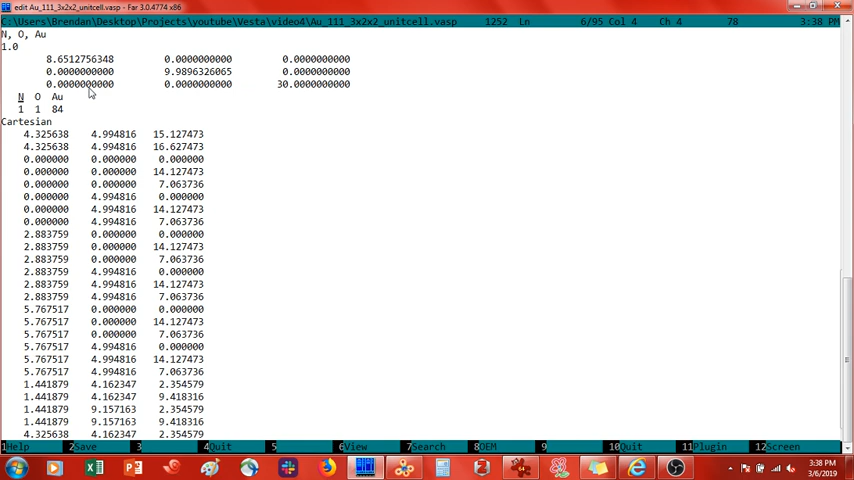 edit Au_111_3x2x2_unitcell.vasp - Far 3.0.4774 x86
C:\Users\Brendan\Desktop\Projects\youtube\Vesta\video4\Au_111_3x2x2_unitcell.vasp 1252 Ln 6/95 Col 4 Ch 4 78 3:38 PM
N, O, Au
1.0
8.6512756348 0.0000000000 0.0000000000
0.0000000000 9.9896326065 0.0000000000
0.0000000000 0.0000000000 30.0000000000
N O Au
1 1 84
Cartesian
4.325638 4.994816 15.127473
4.325638 4.994816 16.627473
0.000000 0.000000 0.000000
0.000000 0.000000 14.127473
0.000000 0.000000 7.063736
0.000000 4.994816 0.000000
0.000000 4.994816 14.127473
0.000000 4.994816 7.063736
2.883759 0.000000 0.000000
2.883759 0.000000 14.127473
2.883759 0.000000 7.063736
2.883759 4.994816 0.000000
2.883759 4.994816 14.127473
2.883759 4.994816 7.063736
5.767517 0.000000 0.000000
5.767517 0.000000 14.127473
5.767517 0.000000 7.063736
5.767517 4.994816 0.000000
5.767517 4.994816 14.127473
5.767517 4.994816 7.063736
1.441879 4.162347 2.354579
1.441879 4.162347 9.418316
1.441879 9.157163 2.354579
1.441879 9.157163 9.418316
4.325638 4.162347 2.354579
1Help 2Save 3 4Quit 5 6View 7Search 8OEM 9 10Quit 11Plugin 12Screen
3:38 PM
3/6/2019